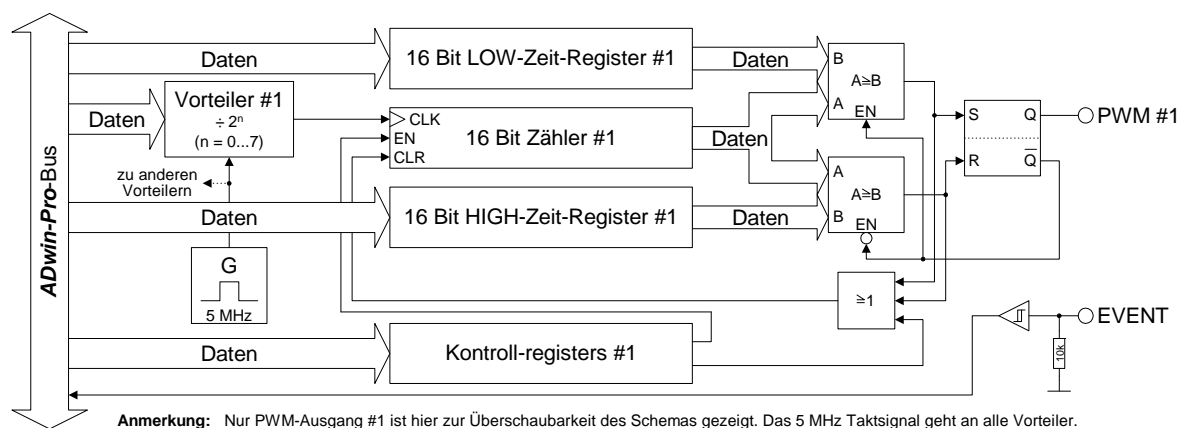 ADwin-Pro-Bus
Daten
16 Bit LOW-Zeit-Register #1
Daten
B
A≧B
A
EN
Daten
Vorteiler #1
÷ 2ⁿ
(n = 0...7)
CLK
EN
CLR
16 Bit Zähler #1
Daten
S
Q
R
Q̅
PWM #1
zu anderen
Vorteilern
Daten
16 Bit HIGH-Zeit-Register #1
Daten
A
A≧B
B
EN
G
5 MHz
≧1
EVENT
10k
Daten
Kontroll-registers #1
Anmerkung: Nur PWM-Ausgang #1 ist hier zur Überschaubarkeit des Schemas gezeigt. Das 5 MHz Taktsignal geht an alle Vorteiler.